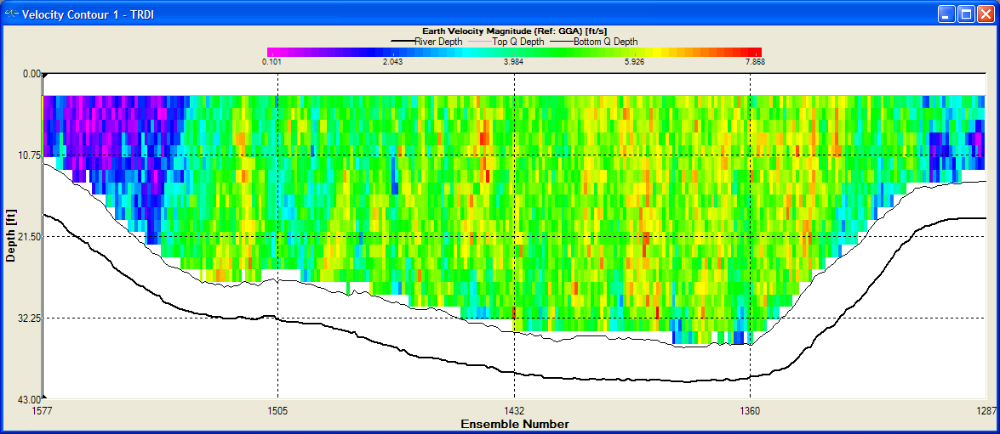 Velocity Contour 1 - TRDI
Earth Velocity Magnitude (Ref: GGA) [ft/s]
River Depth Top Q Depth Bottom Q Depth
0.101 2.043 3.984 5.926 7.868
0.00
10.75
21.50
32.25
43.00
Depth [ft]
1577 1505 1432 1360 1287
Ensemble Number